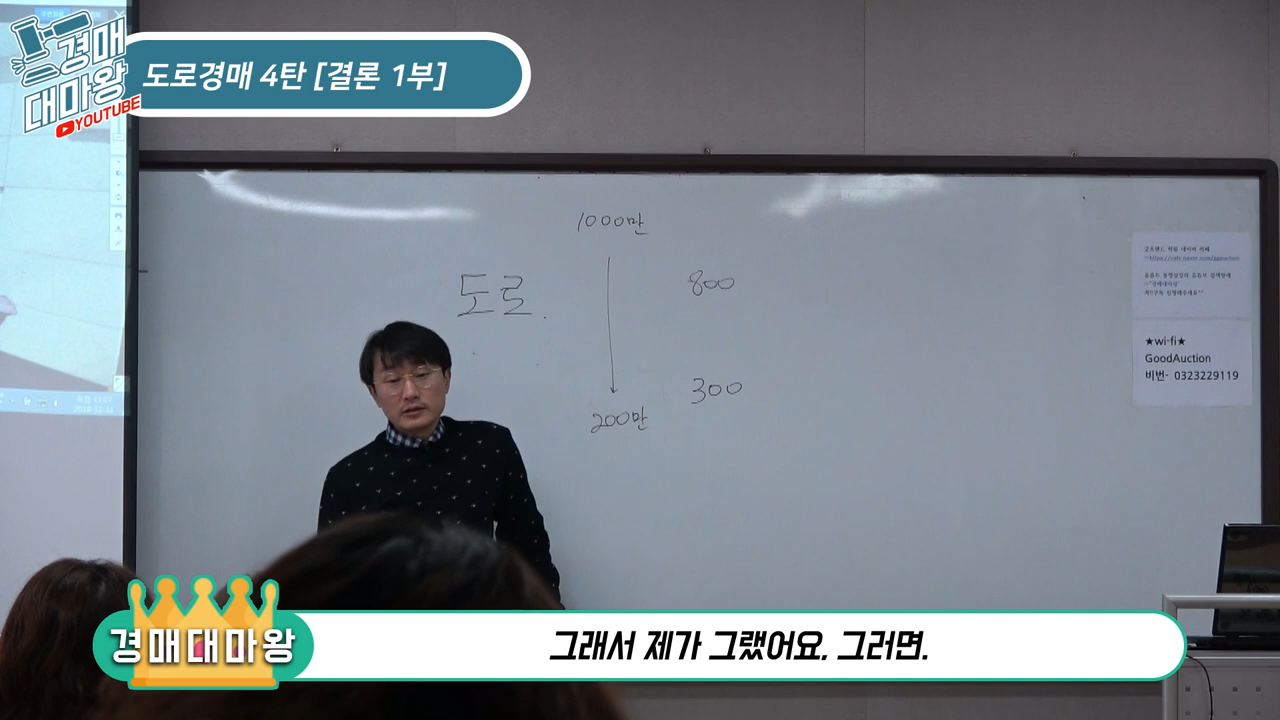 경매
대마왕
YOUTUBE
도로경매 4탄 [결론 1부]
1000만
도로.
800
300
200만
★wi-fi★
GoodAuction
비번- 0323229119
경매대마왕
그래서 제가 그랬어요. 그러면.